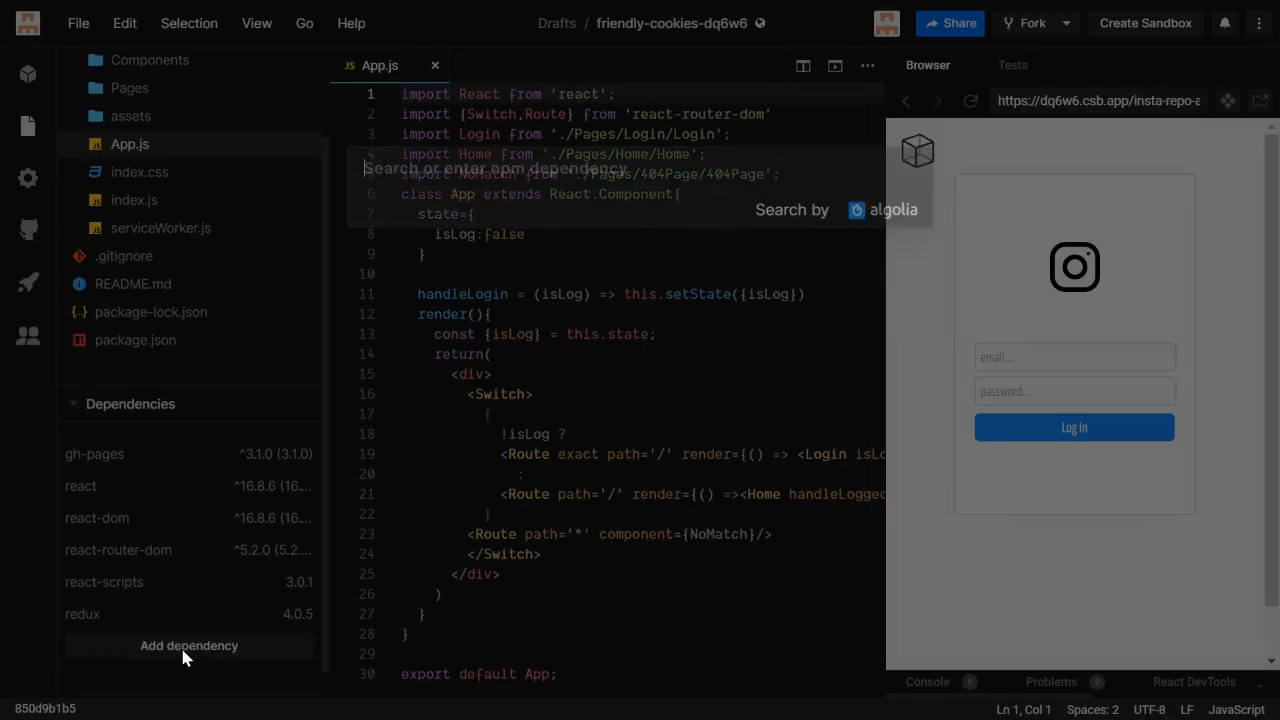 File Edit Selection View Go Help
Drafts / friendly-cookies-dq6w6
Share
Fork
Create Sandbox
Components
Pages
assets
App.js
index.css
index.js
serviceWorker.js
.gitignore
README.md
package-lock.json
package.json
Dependencies
gh-pages ^3.1.0 (3.1.0)
react ^16.8.6 (16....
react-dom ^16.8.6 (16....
react-router-dom ^5.2.0 (5.2....
react-scripts 3.0.1
redux 4.0.5
Add dependency
JS App.js
1 import React from 'react';
2 import {Switch,Route} from 'react-router-dom'
3 import Login from './Pages/Login/Login';
4 import Home from './Pages/Home/Home';
Search or enter npm dependency
import NoMatch from './Pages/404Page/404Page';
6 class App extends React.Component{
7 state={
Search by algolia
8 isLog:false
9 }
10
11 handleLogin = (isLog) => this.setState({isLog})
12 render(){
13 const {isLog} = this.state;
14 return(
15 <div>
16 <Switch>
17 {
18 !isLog ?
19 <Route exact path='/' render={() => <Login isLo
20 :
21 <Route path='/' render={() =><Home handleLogged
22 }
23 <Route path='*' component={NoMatch}/>
24 </Switch>
25 </div>
26 )
27 }
28 }
29
30 export default App;
Browser Tests
https://dq6w6.csb.app/insta-repo-a
email...
password...
Log In
Console 0 Problems 0 React DevTools
850d9b1b5
Ln 1, Col 1 Spaces: 2 UTF-8 LF JavaScript